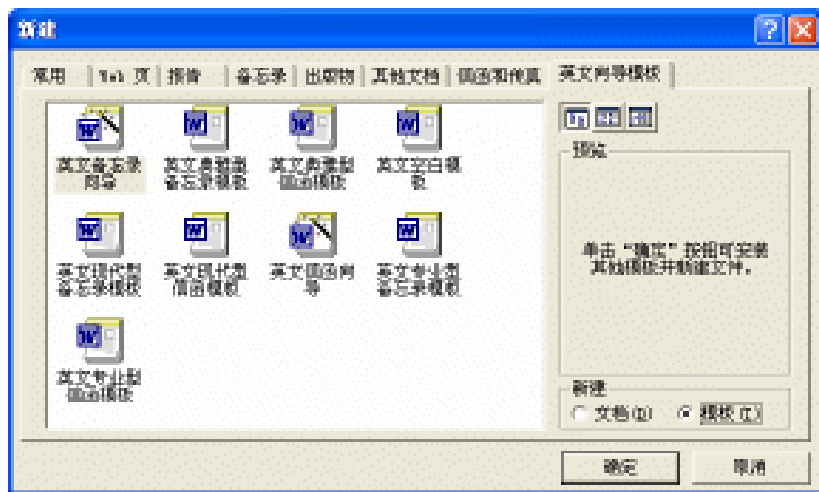 新建
常用 Web 页 报告 备忘录 出版物 其他文档 信函和传真 英文向导模板
英文备忘录
向导
英文典雅型
备忘录模板
英文典雅型
信函模板
英文空白模
板
预览
单击“确定”按钮可安装
其他模板并新建文件。
英文现代型
备忘录模板
英文现代型
信函模板
英文信函向
导
英文专业型
备忘录模板
英文专业型
信函模板
新建
文档(D) 模板(T)
确定 取消